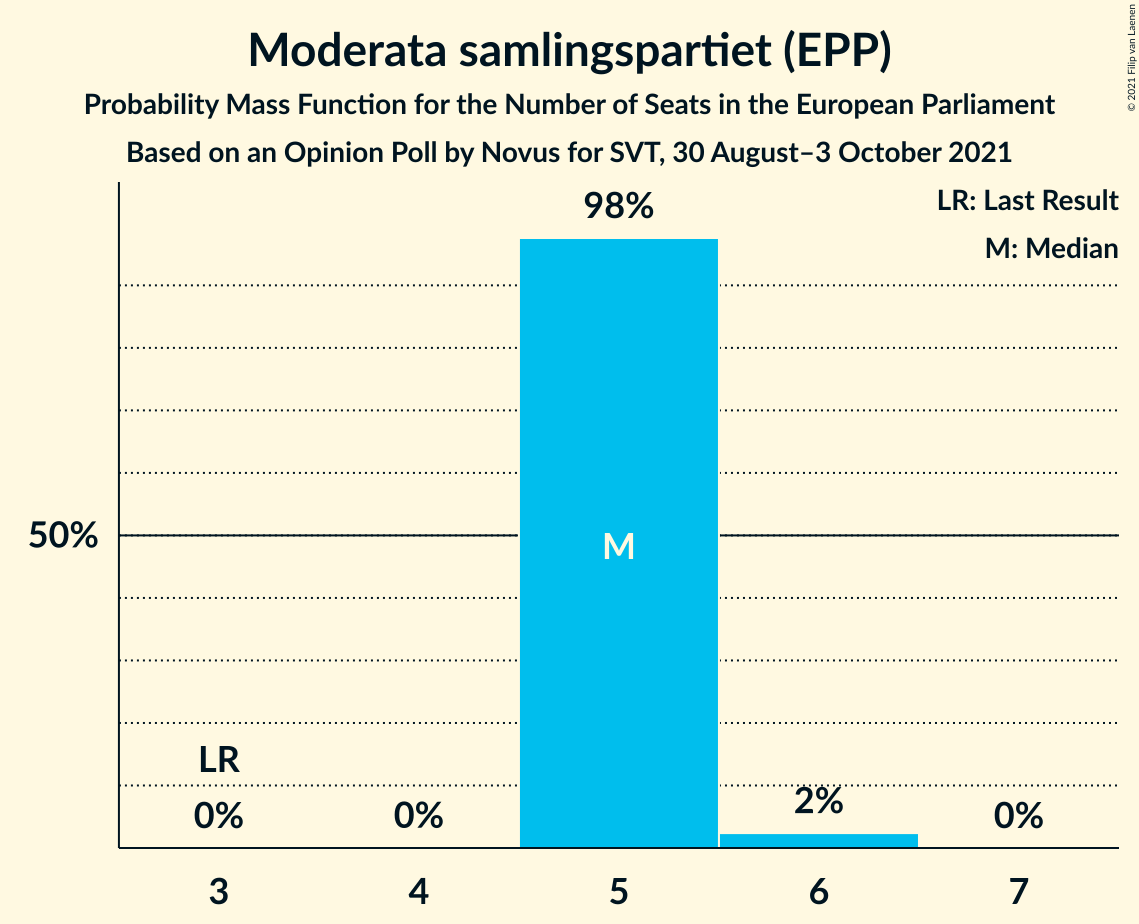 Moderata samlingspartiet (EPP)
Probability Mass Function for the Number of Seats in the European Parliament
Based on an Opinion Poll by Novus for SVT, 30 August–3 October 2021
© 2021 Filip van Laenen
LR: Last Result
M: Median
98%
50%
M
LR
0%
0%
2%
0%
3
4
5
6
7